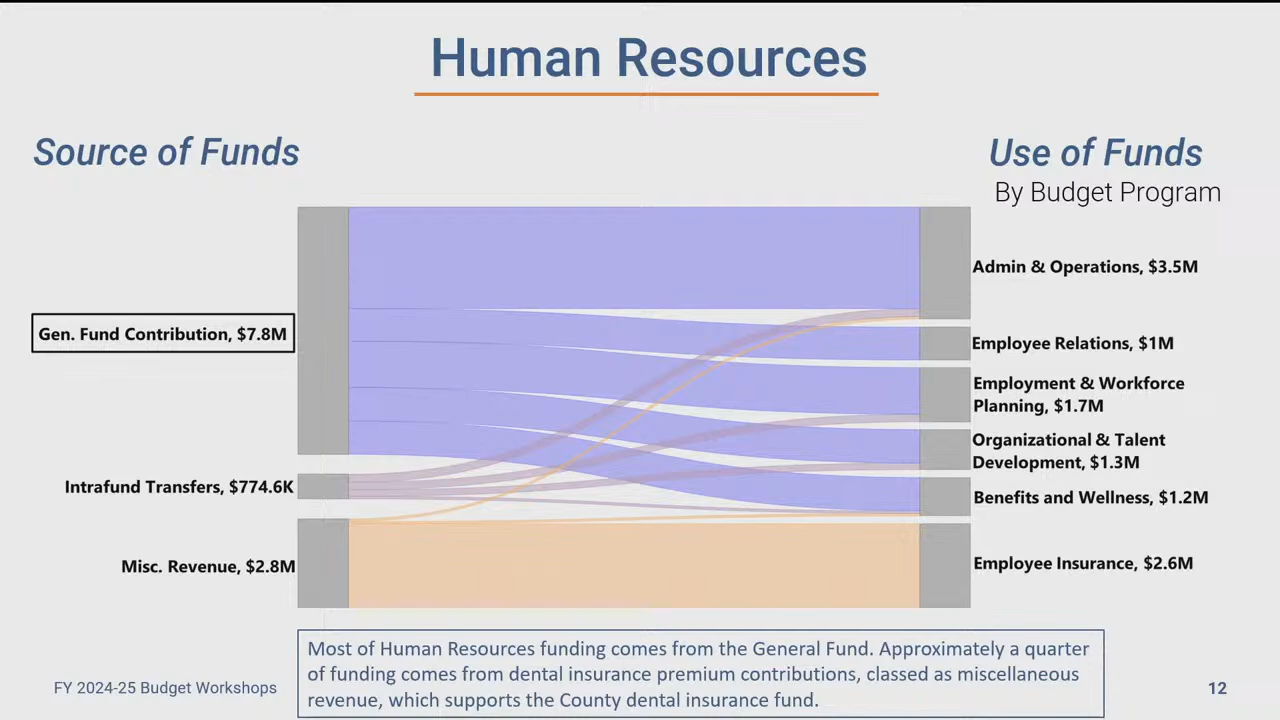 Human Resources
Source of Funds
Use of Funds
By Budget Program
Gen. Fund Contribution, $7.8M
Intrafund Transfers, $774.6K
Misc. Revenue, $2.8M
Admin & Operations, $3.5M
Employee Relations, $1M
Employment & Workforce
Planning, $1.7M
Organizational & Talent
Development, $1.3M
Benefits and Wellness, $1.2M
Employee Insurance, $2.6M
Most of Human Resources funding comes from the General Fund. Approximately a quarter
of funding comes from dental insurance premium contributions, classed as miscellaneous
revenue, which supports the County dental insurance fund.
FY 2024-25 Budget Workshops
12